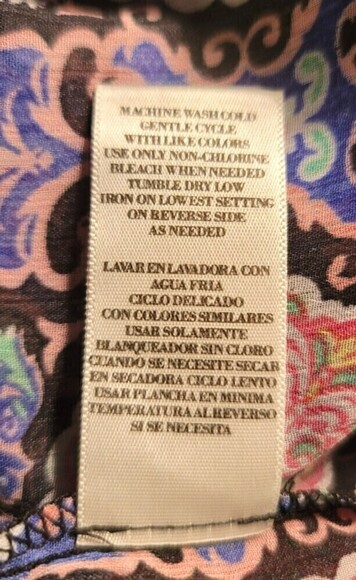 MACHINE WASH COLD
GENTLE CYCLE
WITH LIKE COLORS
USE ONLY NON-CHLORINE
BLEACH WHEN NEEDED
TUMBLE DRY LOW
IRON ON LOWEST SETTING
ON REVERSE SIDE
AS NEEDED
LAVAR EN LAVADORA CON
AGUA FRIA
CICLO DELICADO
CON COLORES SIMILARES
USAR SOLAMENTE
BLANQUEADOR SIN CLORO
CUANDO SE NECESITE SECAR
EN SECADORA CICLO LENTO
USAR PLANCHA EN MINIMA
TEMPERATURA AL REVERSO
SI SE NECESITA